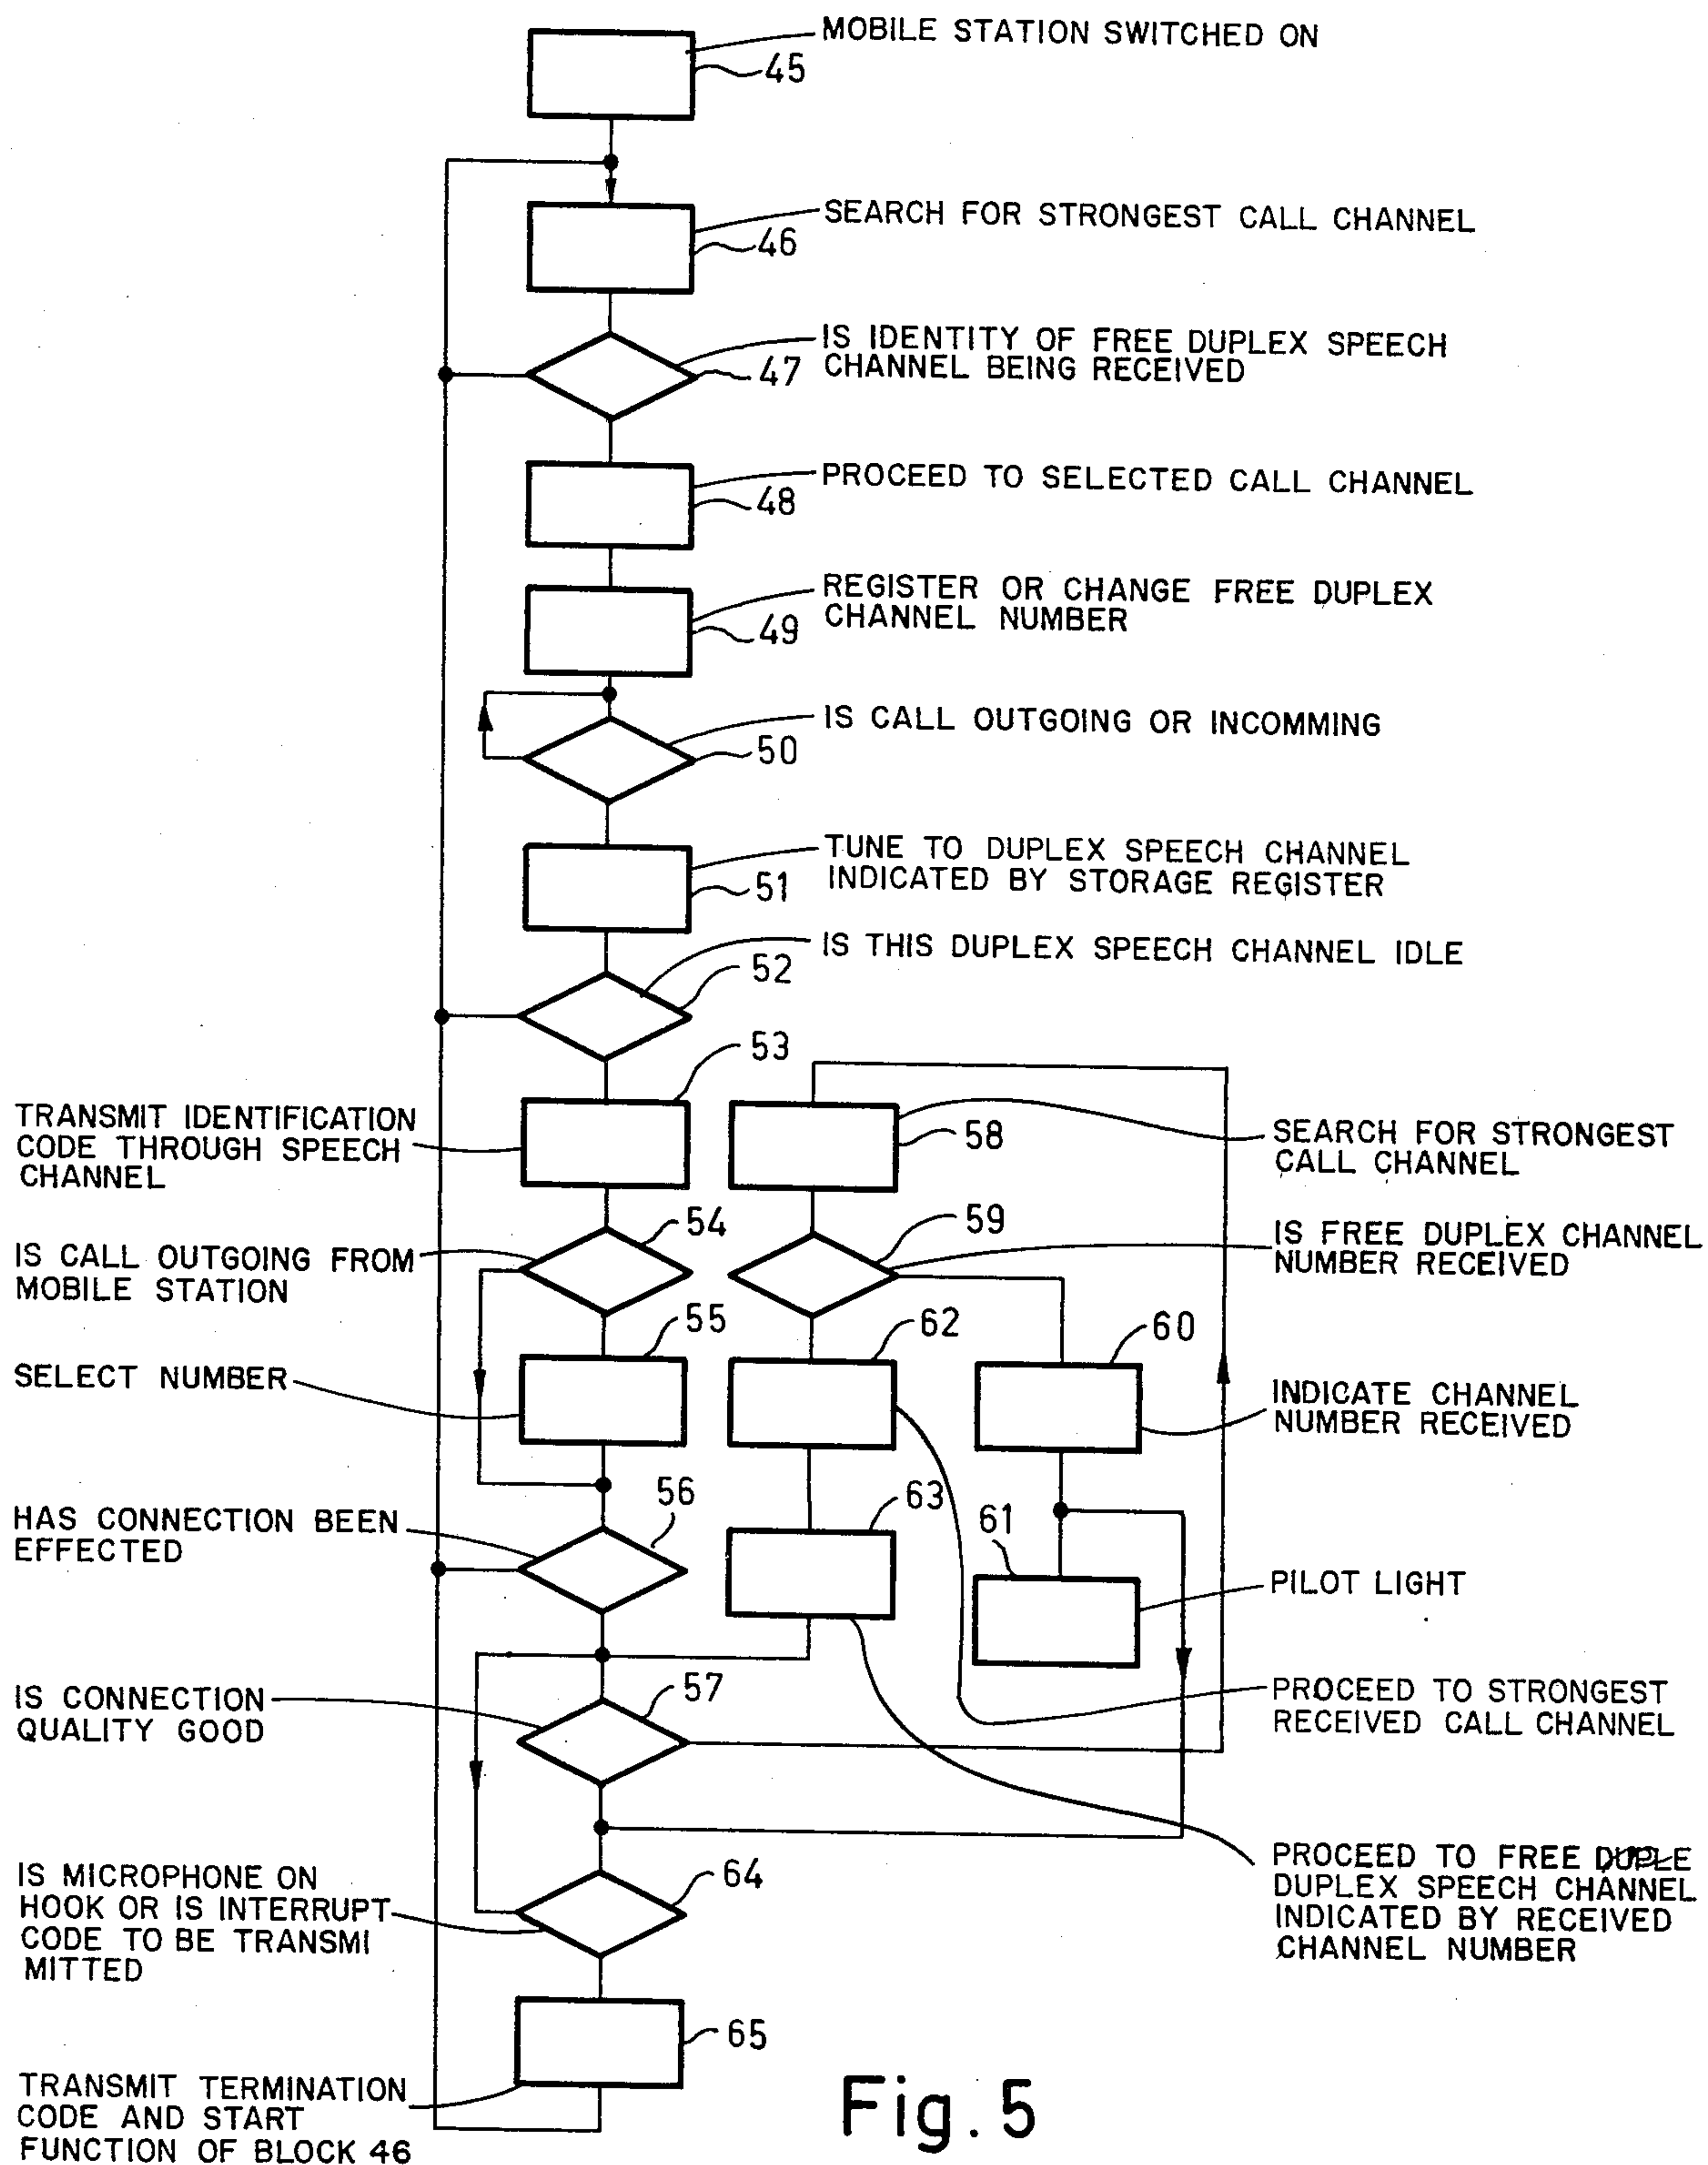 MOBILE STATION SWITCHED ON
45
SEARCH FOR STRONGEST CALL CHANNEL
46
IS IDENTITY OF FREE DUPLEX SPEECH
CHANNEL BEING RECEIVED
47
PROCEED TO SELECTED CALL CHANNEL
48
REGISTER OR CHANGE FREE DUPLEX
CHANNEL NUMBER
49
IS CALL OUTGOING OR INCOMMING
50
TUNE TO DUPLEX SPEECH CHANNEL
INDICATED BY STORAGE REGISTER
51
IS THIS DUPLEX SPEECH CHANNEL IDLE
52
53
TRANSMIT IDENTIFICATION
CODE THROUGH SPEECH
CHANNEL
58
SEARCH FOR STRONGEST
CALL CHANNEL
54
IS CALL OUTGOING FROM
MOBILE STATION
59
IS FREE DUPLEX CHANNEL
NUMBER RECEIVED
55
SELECT NUMBER
62
60
INDICATE CHANNEL
NUMBER RECEIVED
56
HAS CONNECTION BEEN
EFFECTED
63
61
PILOT LIGHT
57
IS CONNECTION
QUALITY GOOD
PROCEED TO STRONGEST
RECEIVED CALL CHANNEL
64
IS MICROPHONE ON
HOOK OR IS INTERRUPT
CODE TO BE TRANSMI
MITTED
PROCEED TO FREE DUPLE
DUPLEX SPEECH CHANNEL
INDICATED BY RECEIVED
CHANNEL NUMBER
65
TRANSMIT TERMINATION
CODE AND START
FUNCTION OF BLOCK 46
Fig. 5